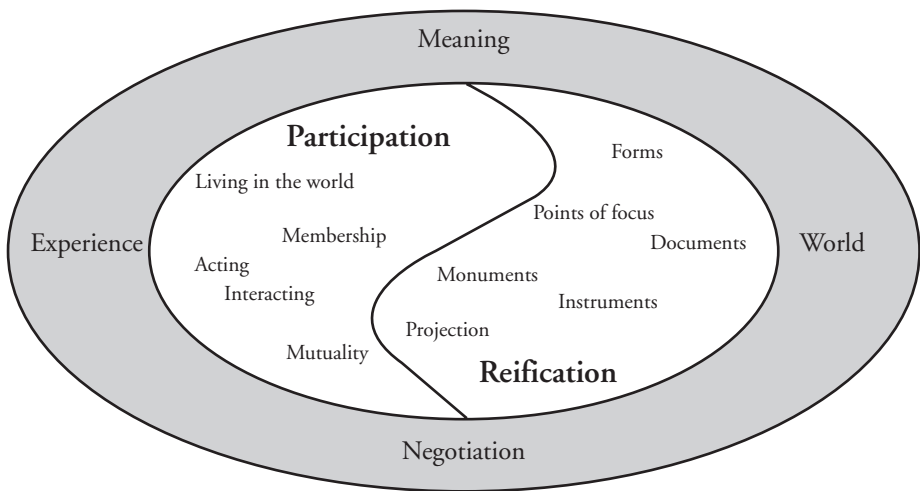 Meaning
Participation
Forms
Living in the world
Points of focus
Membership
Documents
Experience
World
Acting
Monuments
Interacting
Instruments
Projection
Mutuality
Reification
Negotiation